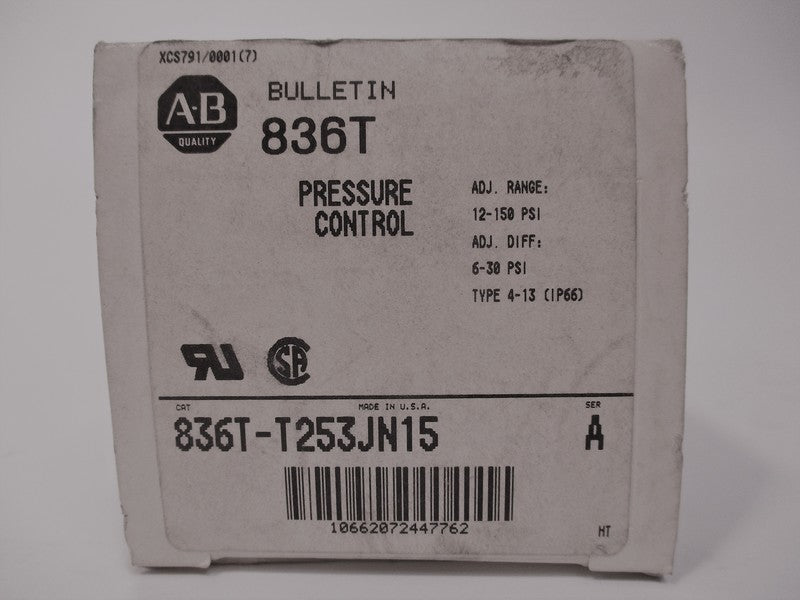 XCS791/0001(7)
A-B
QUALITY
BULLETIN
836T
PRESSURE
CONTROL
ADJ. RANGE:
12-150 PSI
ADJ. DIFF:
6-30 PSI
TYPE 4-13 (IP66)
CAT
MADE IN U.S.A.
SER
836T-T253JN15
A
10662072447762
HT